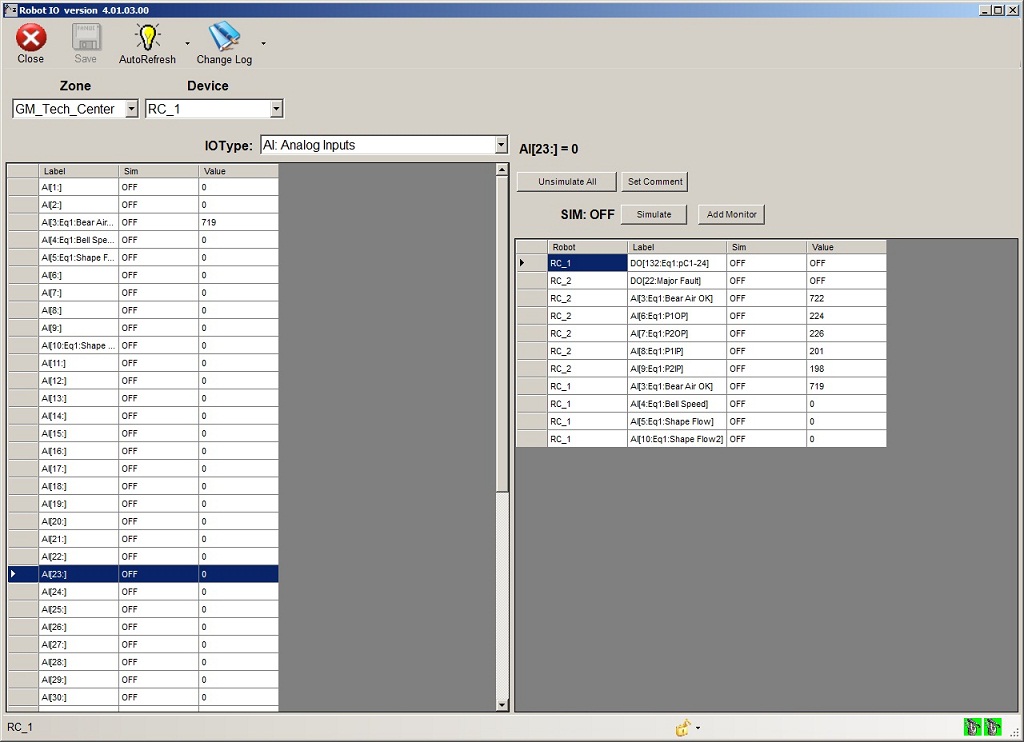 Robot IO version 4.01.03.00
Close Save AutoRefresh Change Log
Zone Device
GM_Tech_Center RC_1
IOType: AI: Analog Inputs
Label Sim Value
AI[1:] OFF 0
AI[2:] OFF 0
AI[3:Eq1:Bear Air... OFF 719
AI[4:Eq1:Bell Spe... OFF 0
AI[5:Eq1:Shape F... OFF 0
AI[6:] OFF 0
AI[7:] OFF 0
AI[8:] OFF 0
AI[9:] OFF 0
AI[10:Eq1:Shape ... OFF 0
AI[11:] OFF 0
AI[12:] OFF 0
AI[13:] OFF 0
AI[14:] OFF 0
AI[15:] OFF 0
AI[16:] OFF 0
AI[17:] OFF 0
AI[18:] OFF 0
AI[19:] OFF 0
AI[20:] OFF 0
AI[21:] OFF 0
AI[22:] OFF 0
AI[23:] OFF 0
AI[24:] OFF 0
AI[25:] OFF 0
AI[26:] OFF 0
AI[27:] OFF 0
AI[28:] OFF 0
AI[29:] OFF 0
AI[30:] OFF 0
AI[23:] = 0
Unsimulate All Set Comment
SIM: OFF Simulate Add Monitor
Robot Label Sim Value
RC_1 DO[132:Eq1:pC1-24] OFF OFF
RC_2 DO[22:Major Fault] OFF OFF
RC_2 AI[3:Eq1:Bear Air OK] OFF 722
RC_2 AI[6:Eq1:P1OP] OFF 224
RC_2 AI[7:Eq1:P2OP] OFF 226
RC_2 AI[8:Eq1:P1IP] OFF 201
RC_2 AI[9:Eq1:P2IP] OFF 198
RC_1 AI[3:Eq1:Bear Air OK] OFF 719
RC_1 AI[4:Eq1:Bell Speed] OFF 0
RC_1 AI[5:Eq1:Shape Flow] OFF 0
RC_1 AI[10:Eq1:Shape Flow2] OFF 0
RC_1